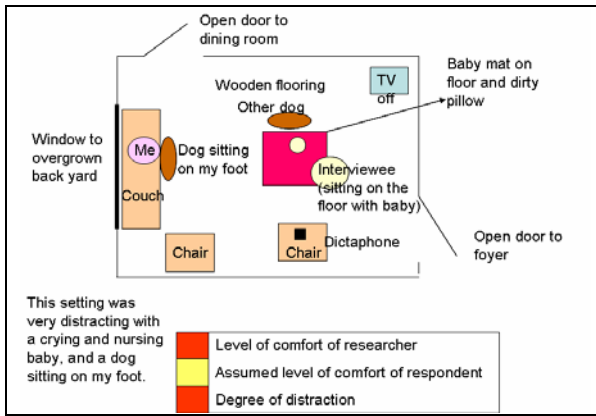 Open door to
dining room
Wooden flooring
Other dog
TV
off
Baby mat on
floor and dirty
pillow
Window to
overgrown
back yard
Me
Dog sitting
on my foot
Couch
Interviewee
(sitting on the
floor with baby)
Chair
Dictaphone
Chair
Open door to
foyer
This setting was
very distracting with
a crying and nursing
baby, and a dog
sitting on my foot.
Level of comfort of researcher
Assumed level of comfort of respondent
Degree of distraction